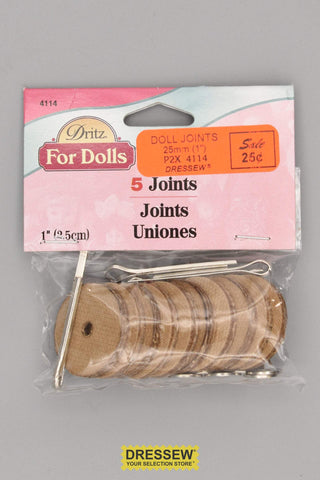 4114
Dritz
For Dolls
DOLL JOINTS
25mm (1")
P2X 4114
DRESSEW®
Sale
25¢
5 Joints
Joints
Uniones
1" (2.5cm)
DRESSEW
YOUR SELECTION STORE